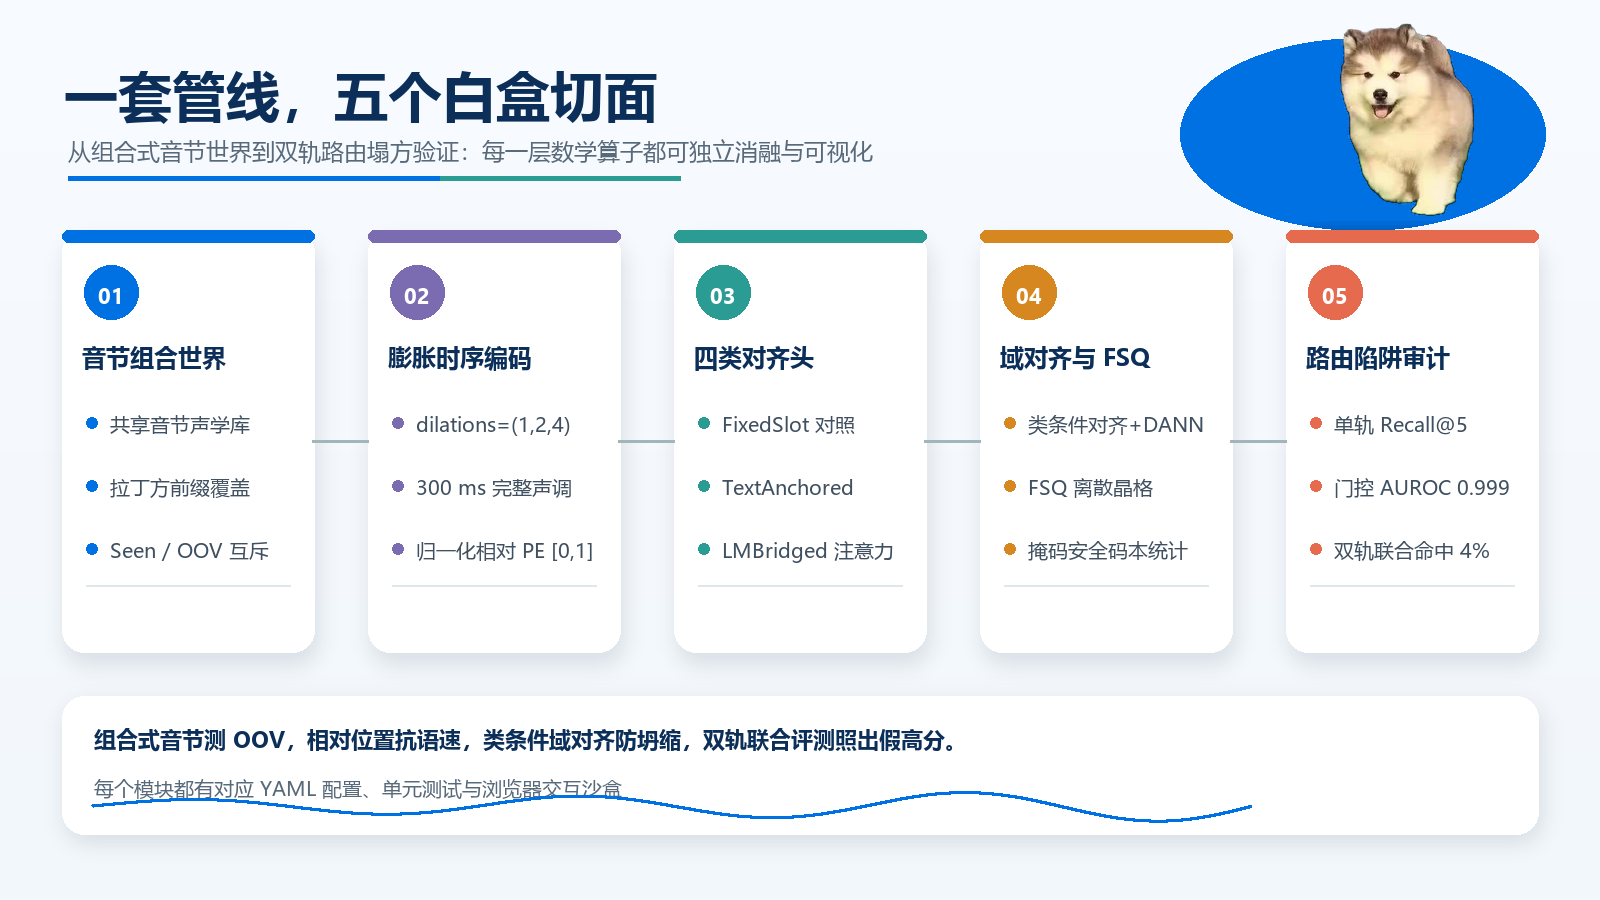 一套管线，五个白盒切面
从组合式音节世界到双轨路由塌方验证：每一层数学算子都可独立消融与可视化
01
音节组合世界
共享音节声学库
拉丁方前缀覆盖
Seen / OOV 互斥
02
膨胀时序编码
dilations=(1,2,4)
300 ms 完整声调
归一化相对 PE [0,1]
03
四类对齐头
FixedSlot 对照
TextAnchored
LMBridged 注意力
04
域对齐与 FSQ
类条件对齐+DANN
FSQ 离散晶格
掩码安全码本统计
05
路由陷阱审计
单轨 Recall@5
门控 AUROC 0.999
双轨联合命中 4%
组合式音节测 OOV，相对位置抗语速，类条件域对齐防坍缩，双轨联合评测照出假高分。
每个模块都有对应 YAML 配置、单元测试与浏览器交互沙盒